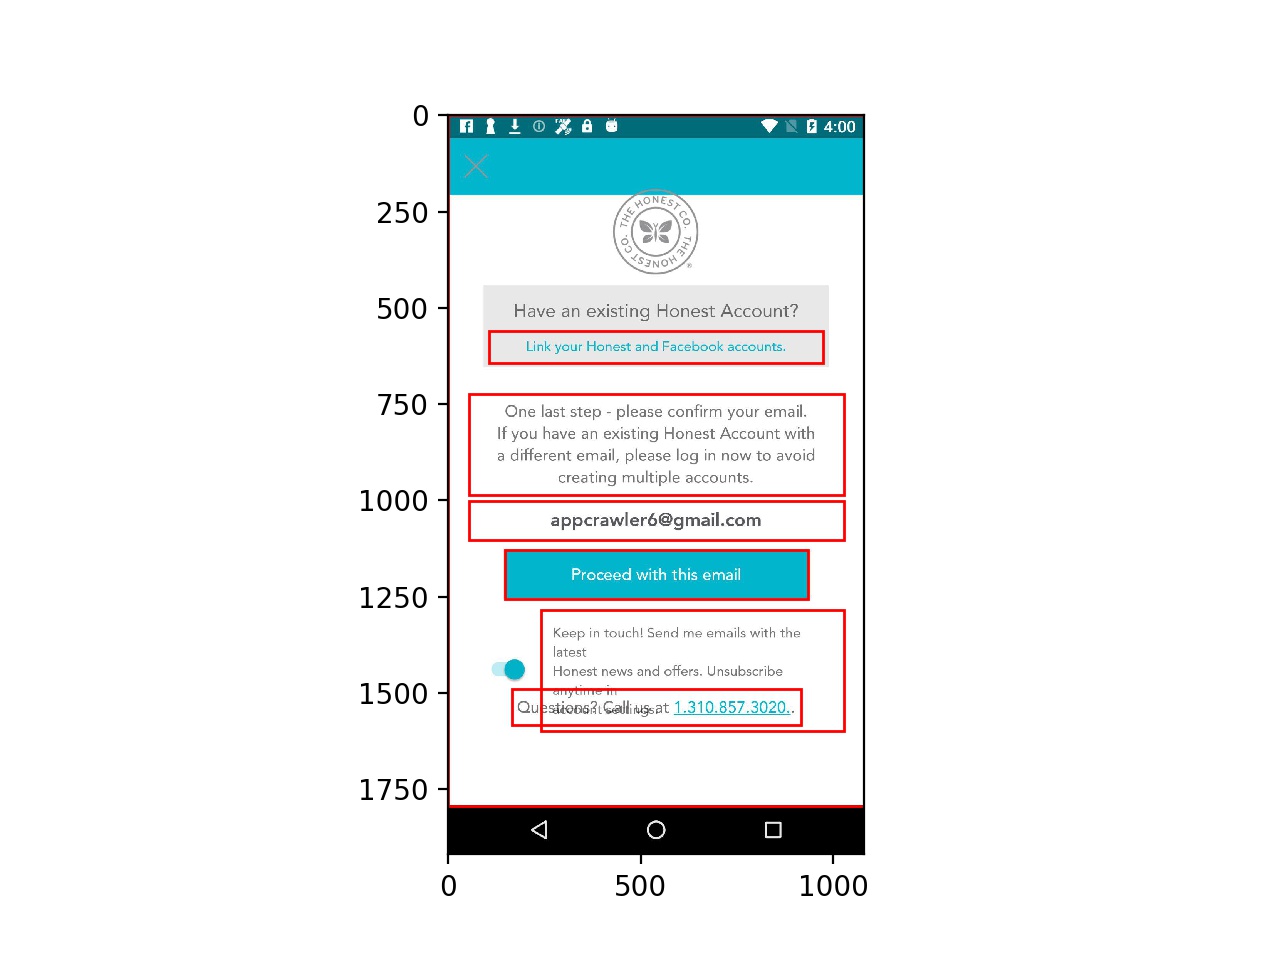 0
250
500
750
1000
1250
1500
1750
0
500
1000
4:00
THE HONEST CO. THE HONEST CO.
®
Have an existing Honest Account?
Link your Honest and Facebook accounts.
One last step - please confirm your email.
If you have an existing Honest Account with
a different email, please log in now to avoid
creating multiple accounts.
appcrawler6@gmail.com
Proceed with this email
Keep in touch! Send me emails with the
latest
Honest news and offers. Unsubscribe
anytime in
account settings.
Questions? Call us at 1.310.857.3020..